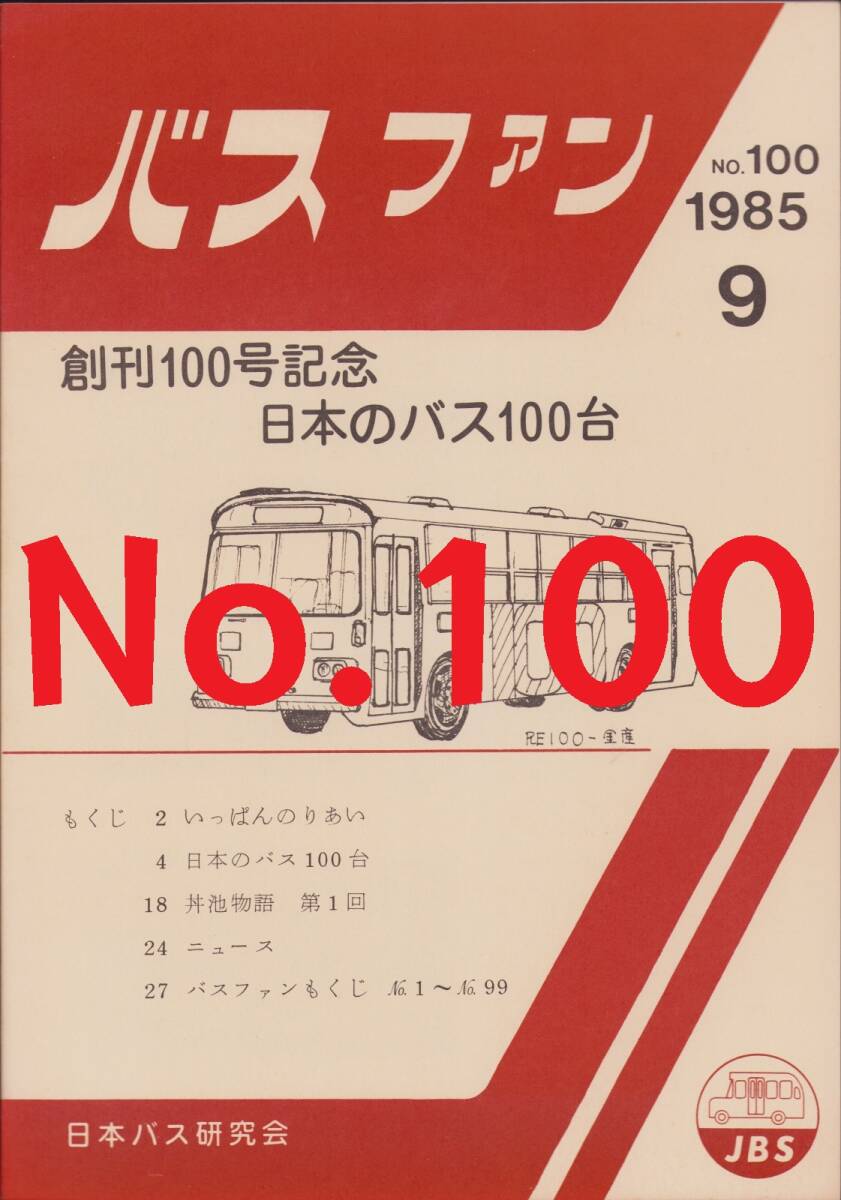 バスファン
NO.100
1985
9
創刊100号記念
日本のバス100台
No.100
RE100-金産
もくじ 2 いっぱんのりあい
4 日本のバス100台
18 丼池物語 第1回
24 ニュース
27 バスファンもくじ No.1〜No.99
日本バス研究会
JBS